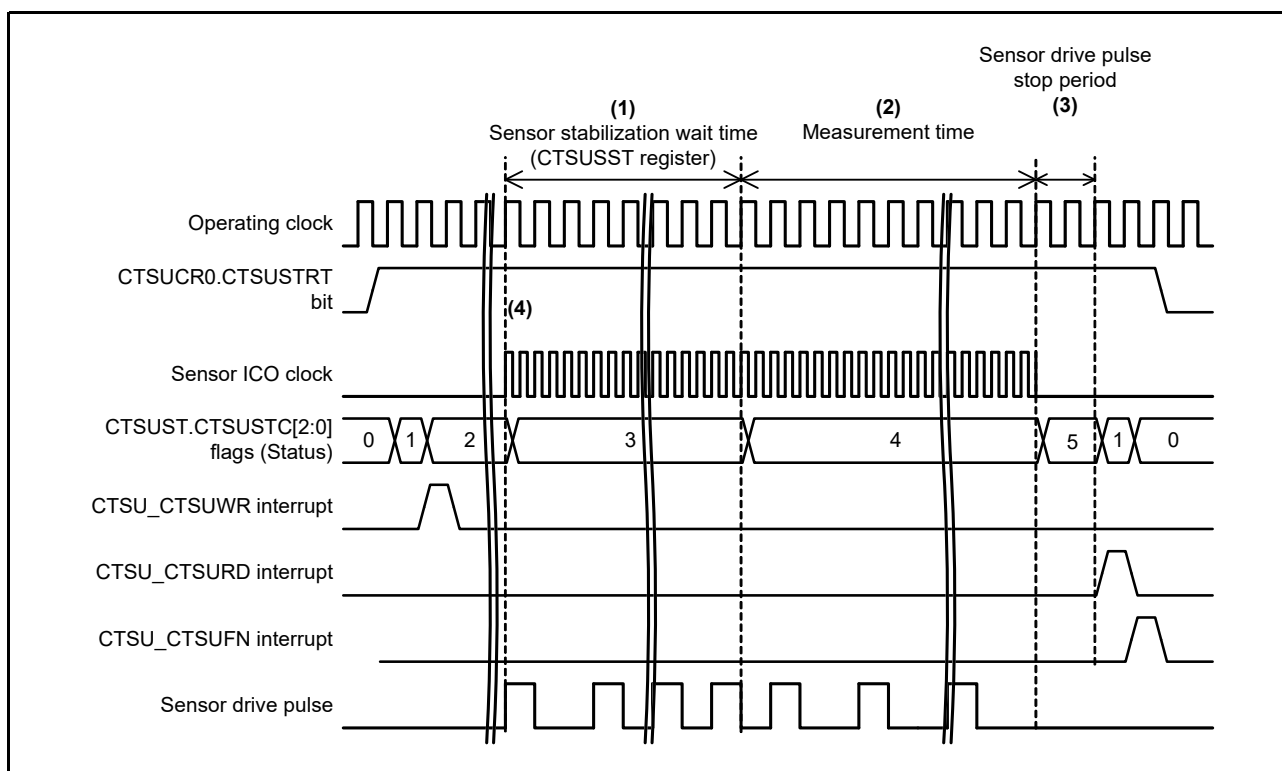 Sensor drive pulse
stop period
(1)
(2)
(3)
Sensor stabilization wait time
(CTSUSST register)
Measurement time
Operating clock
CTSUCR0.CTSUSTRT
bit
(4)
Sensor ICO clock
CTSUST.CTSUSTC[2:0]
flags (Status)
0 1 2 3 4 5 1 0
CTSU_CTSUWR interrupt
CTSU_CTSURD interrupt
CTSU_CTSUFN interrupt
Sensor drive pulse